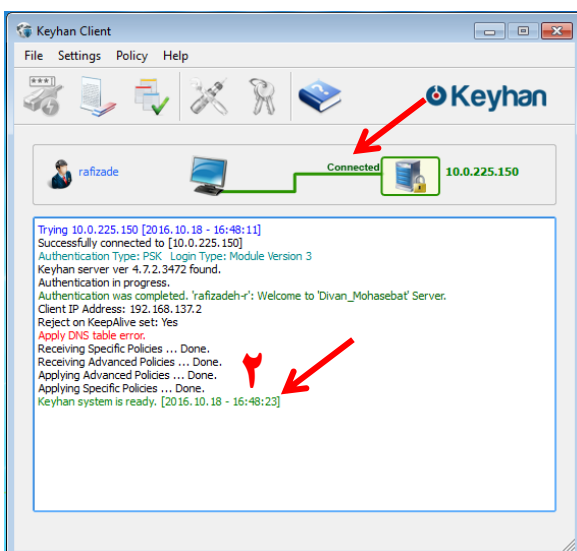 Keyhan Client
File Settings Policy Help
Keyhan
rafizade
Connected
10.0.225.150
Trying 10.0.225.150 [2016.10.18 - 16:48:11]
Successfully connected to [10.0.225.150]
Authentication Type: PSK Login Type: Module Version 3
Keyhan server ver 4.7.2.3472 found.
Authentication in progress.
Authentication was completed. 'rafizadeh-r': Welcome to 'Divan_Mohasebat' Server.
Client IP Address: 192.168.137.2
Reject on KeepAlive set: Yes
Apply DNS table error.
Receiving Specific Policies ... Done.
Receiving Advanced Policies ... Done.
Applying Advanced Policies ... Done.
Applying Specific Policies ... Done.
Keyhan system is ready. [2016.10.18 - 16:48:23]
۲